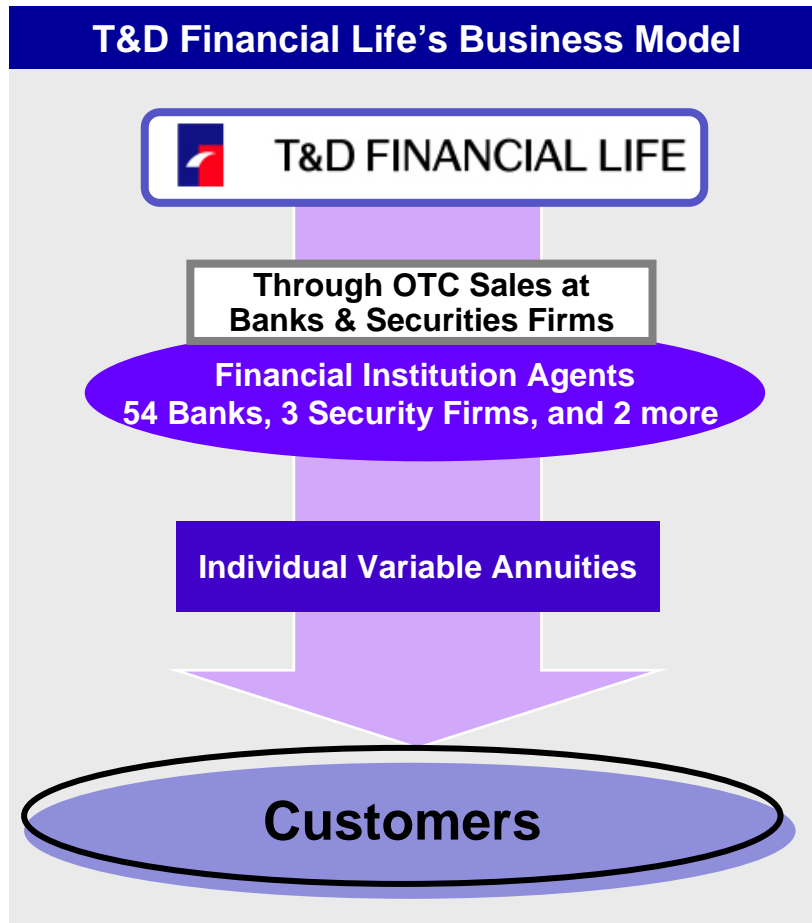 T&D Financial Life’s Business Model
T&D FINANCIAL LIFE
Through OTC Sales at
Banks & Securities Firms
Financial Institution Agents
54 Banks, 3 Security Firms, and 2 more
Individual Variable Annuities
Customers